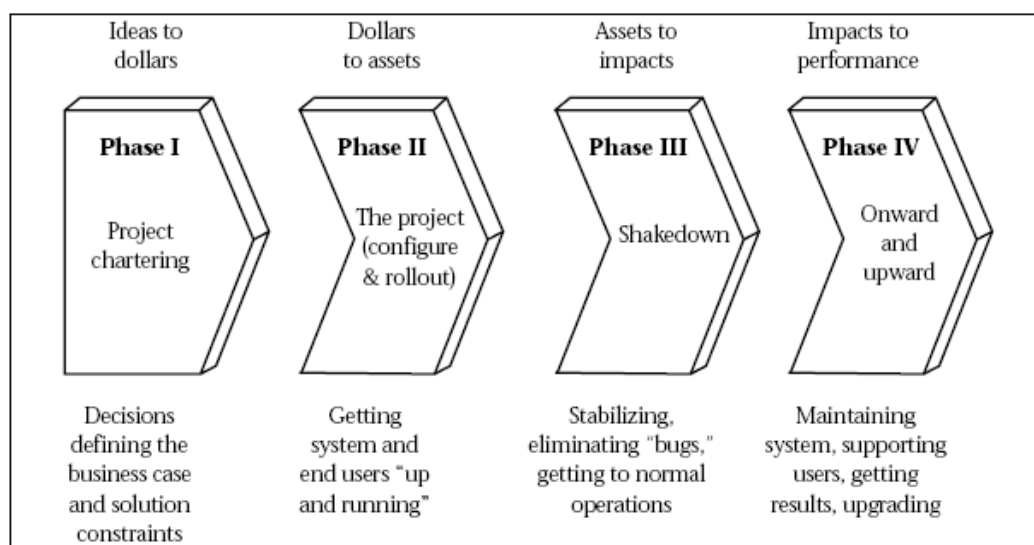 Ideas to
dollars
Dollars
to assets
Assets to
impacts
Impacts to
performance
Phase I
Project
chartering
Phase II
The project
(configure
& rollout)
Phase III
Shakedown
Phase IV
Onward
and
upward
Decisions
defining the
business case
and solution
constraints
Getting
system and
end users “up
and running”
Stabilizing,
eliminating “bugs,”
getting to normal
operations
Maintaining
system, supporting
users, getting
results, upgrading